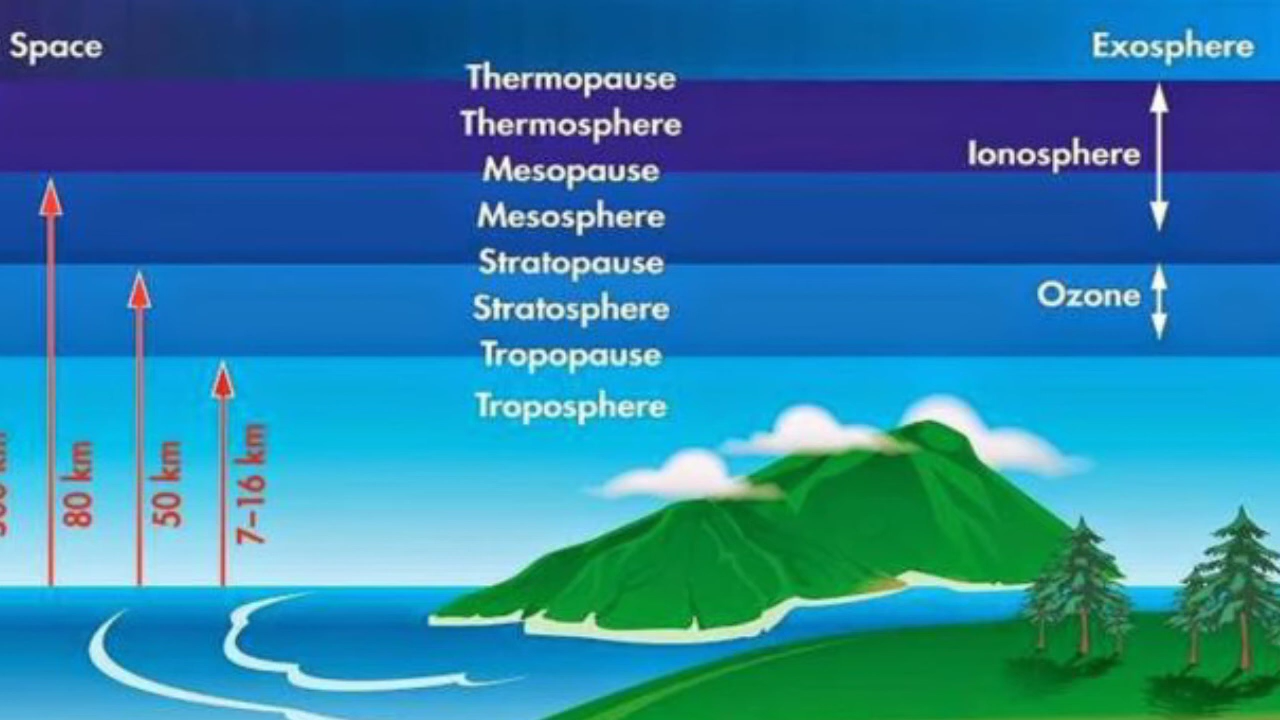 Space
Exosphere
Thermopause
Thermosphere
Ionosphere
Mesopause
Mesosphere
Stratopause
Ozone
Stratosphere
Tropopause
Troposphere
km
80 km
50 km
7–16 km